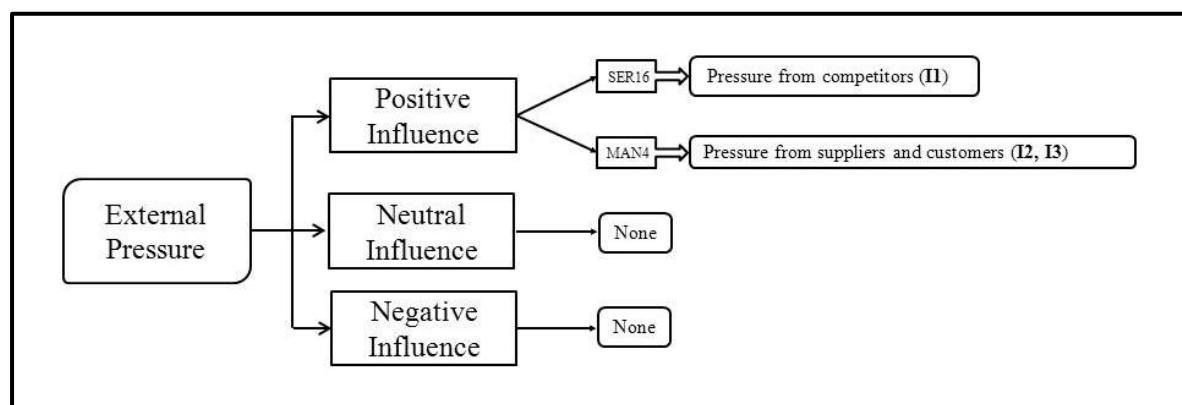 SER16
Pressure from competitors (I1)
Positive
Influence
MAN4
Pressure from suppliers and customers (I2, I3)
External
Pressure
Neutral
Influence
None
Negative
Influence
None